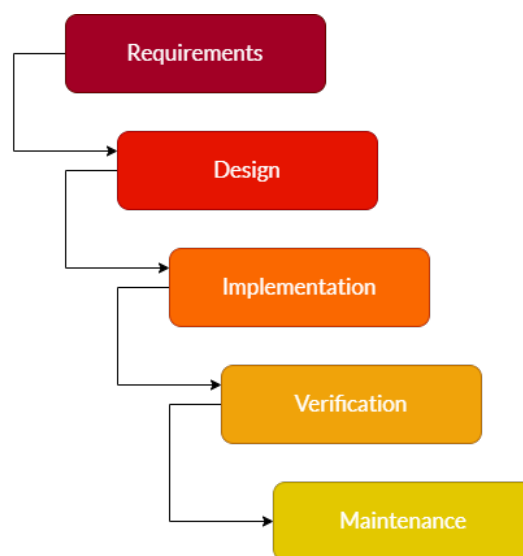 Requirements
Design
Implementation
Verification
Maintenance